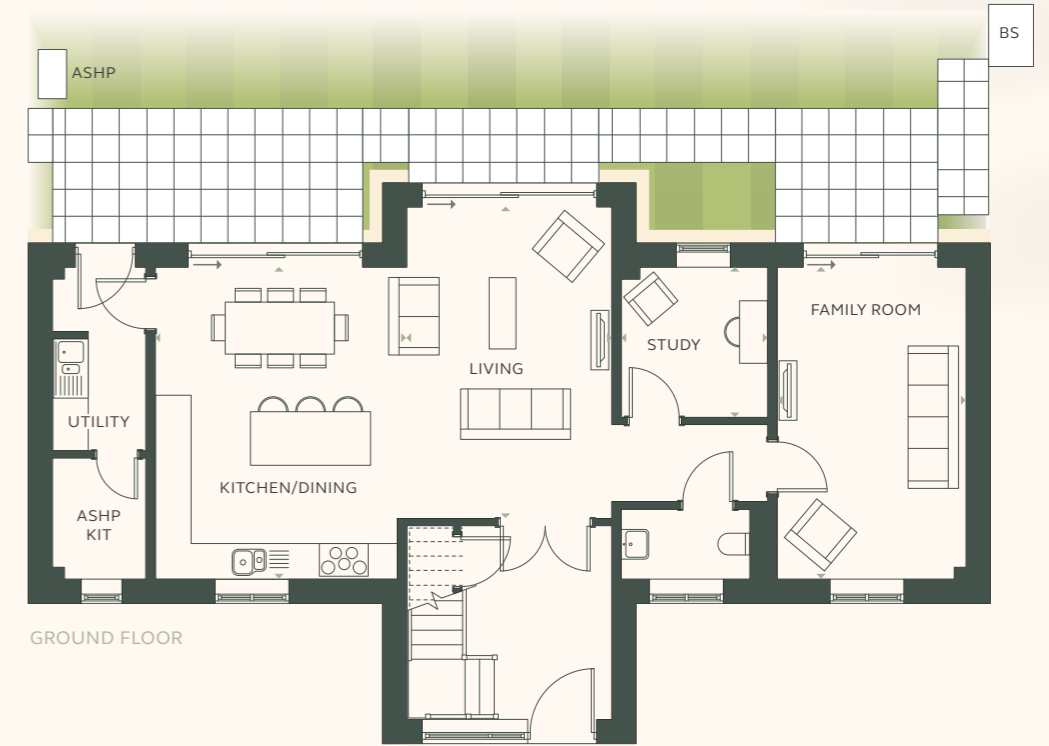 BS
ASHP
FAMILY ROOM
STUDY
LIVING
UTILITY
KITCHEN/DINING
ASHP
KIT
GROUND FLOOR